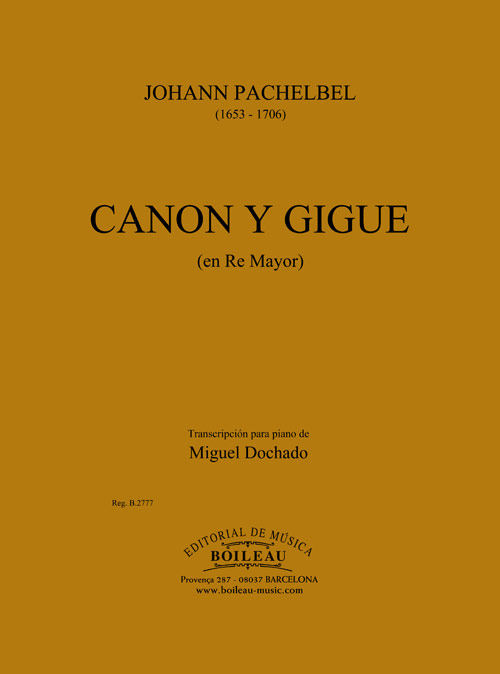 JOHANN PACHELBEL
(1653 - 1706)
CANON Y GIGUE
(en Re Mayor)
Transcripción para piano de
Miguel Dochado
Reg. B.2777
EDITORIAL DE MÚSICA
BOILEAU
Provença 287 - 08037 BARCELONA
www.boileau-music.com